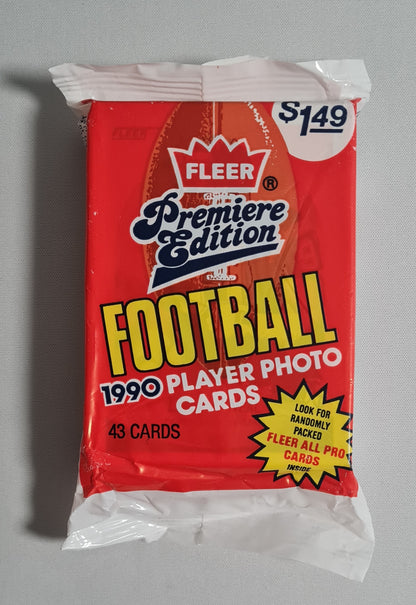 $1.49
FLEER
FLEER
®
Premiere
Edition
FOOTBALL
1990 PLAYER PHOTO
CARDS
43 CARDS
LOOK FOR
RANDOMLY
PACKED
FLEER ALL PRO
CARDS
INSIDE